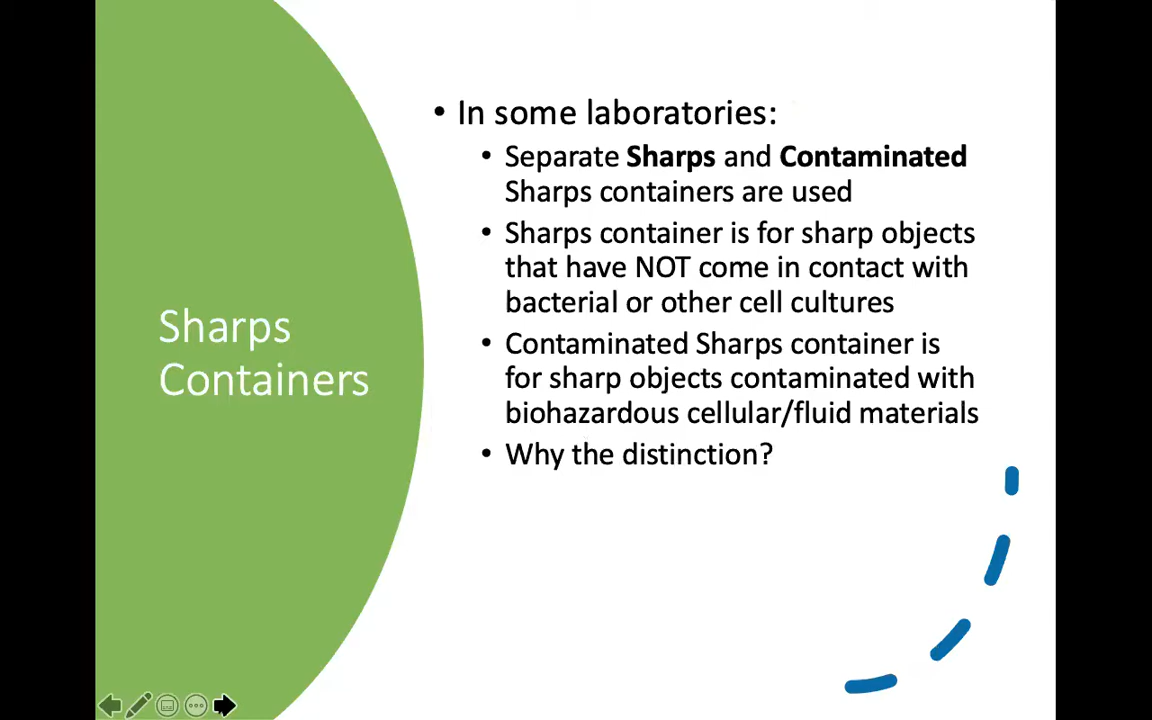 Sharps
Containers
• In some laboratories:
• Separate Sharps and Contaminated
Sharps containers are used
• Sharps container is for sharp objects
that have NOT come in contact with
bacterial or other cell cultures
• Contaminated Sharps container is
for sharp objects contaminated with
biohazardous cellular/fluid materials
• Why the distinction?